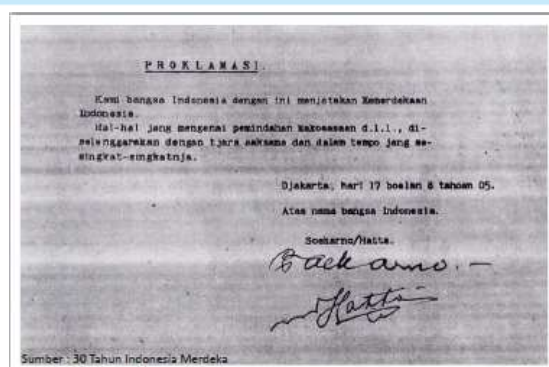 PROKLAMASI.
Kami bangsa Indonesia dengan ini menjatakan Kemerdekaan
Indonesia.
Hal-hal jang mengenai pemindahan kekoeasaan d.l.l., di-
selenggarakan dengan tjara saksama dan dalam tempo jang se-
singkat-singkatnja.
Djakarta, hari 17 boelan 8 tahoen 05.
Atas nama bangsa Indonesia.
Soekarno/Hatta.
Soekarno.-
Hatta
Sumber : 30 Tahun Indonesia Merdeka